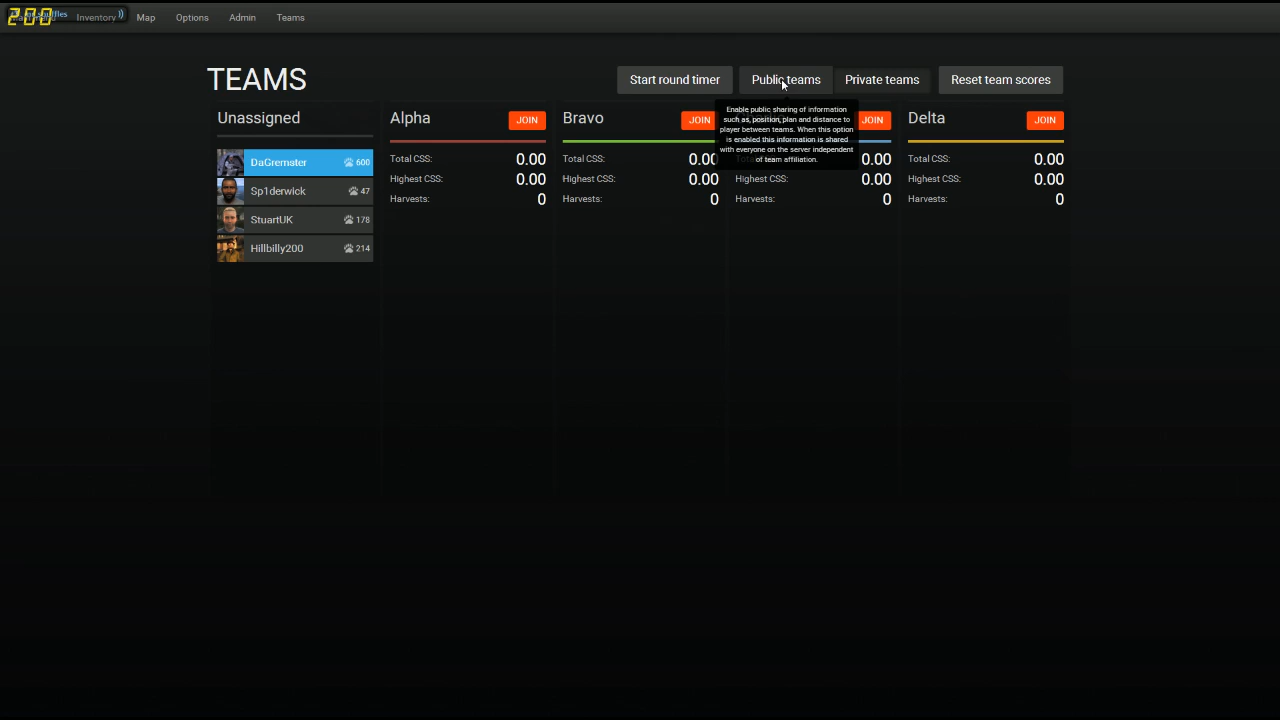 200
Inventory
Map
Options
Admin
Teams
TEAMS
Start round timer
Public teams
Private teams
Reset team scores
Enable public sharing of information
such as, position, plan and distance to
player between teams. When this option
is enabled this information is shared
with everyone on the server independent
of team affiliation.
Unassigned
DaGremster 600
Sp1derwick 47
StuartUK 178
Hillbilly200 214
Alpha JOIN
Total CSS: 0.00
Highest CSS: 0.00
Harvests: 0
Bravo JOIN
Total CSS: 0.00
Highest CSS: 0.00
Harvests: 0
JOIN
0.00
Highest CSS: 0.00
Harvests: 0
Delta JOIN
Total CSS: 0.00
Highest CSS: 0.00
Harvests: 0